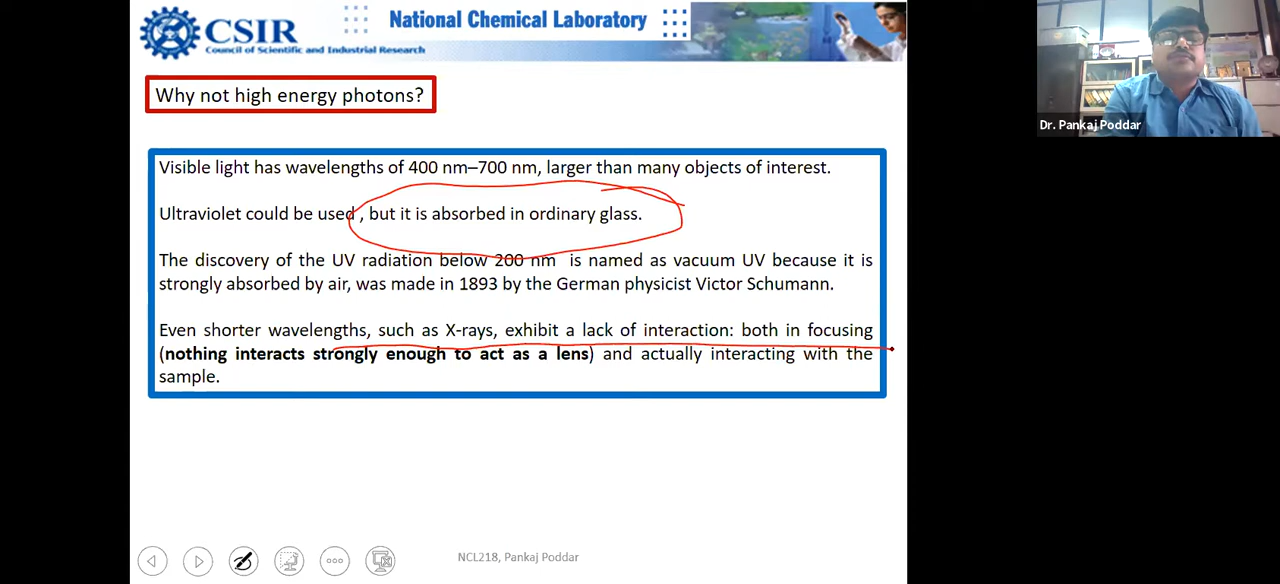 CSIR
Council of Scientific and Industrial Research
National Chemical Laboratory
Dr. Pankaj Poddar
Why not high energy photons?
Visible light has wavelengths of 400 nm–700 nm, larger than many objects of interest.
Ultraviolet could be used , but it is absorbed in ordinary glass.
The discovery of the UV radiation below 200 nm is named as vacuum UV because it is
strongly absorbed by air, was made in 1893 by the German physicist Victor Schumann.
Even shorter wavelengths, such as X-rays, exhibit a lack of interaction: both in focusing
(nothing interacts strongly enough to act as a lens) and actually interacting with the
sample.
NCL218, Pankaj Poddar